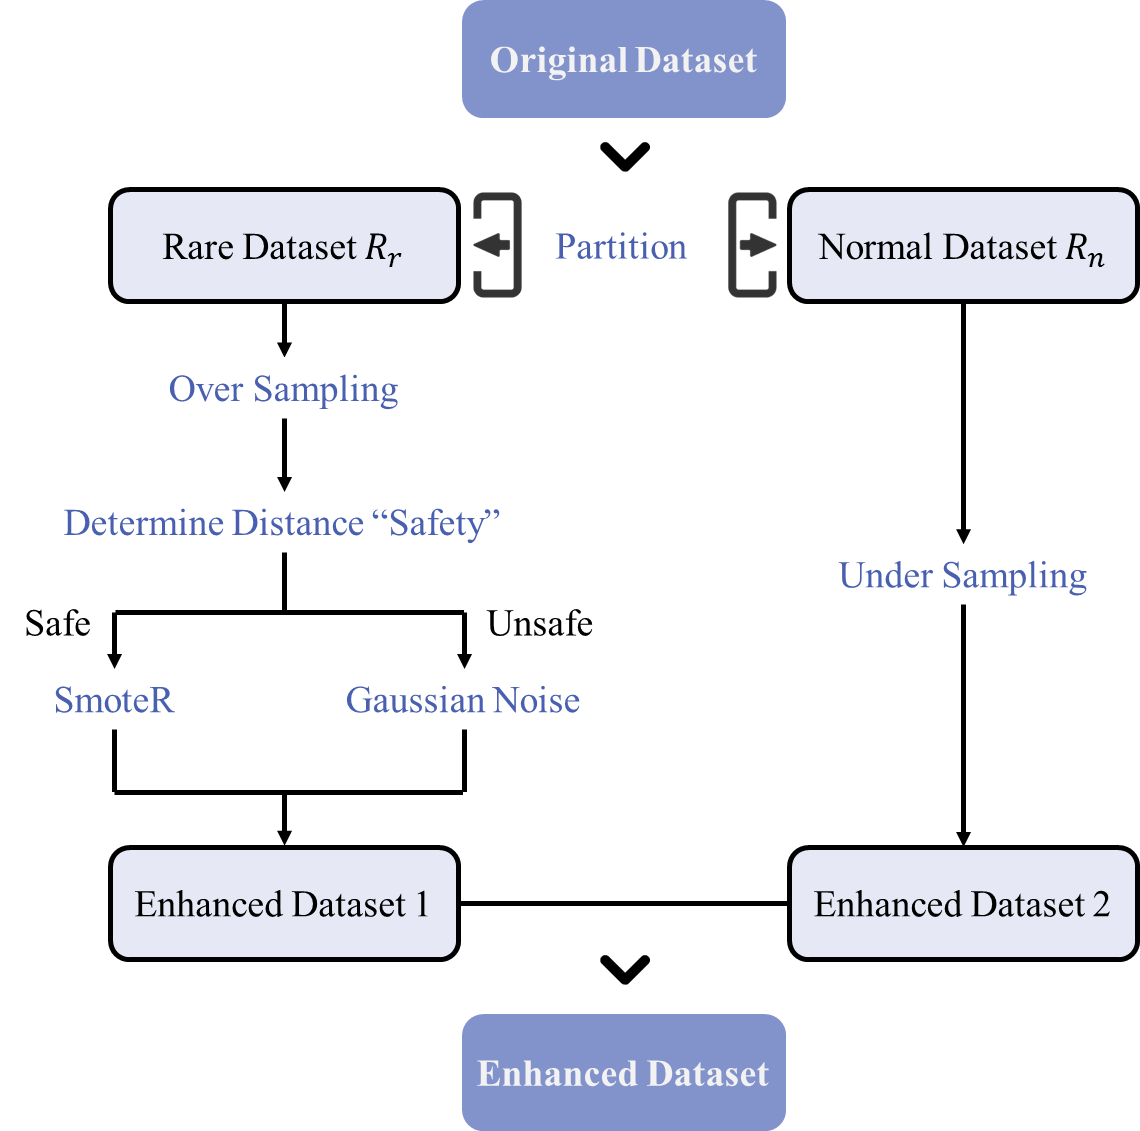 Original Dataset
Rare Dataset Rᵣ
Partition
Normal Dataset Rₙ
Over Sampling
Determine Distance “Safety”
Under Sampling
Safe
Unsafe
SmoteR
Gaussian Noise
Enhanced Dataset 1
Enhanced Dataset 2
Enhanced Dataset